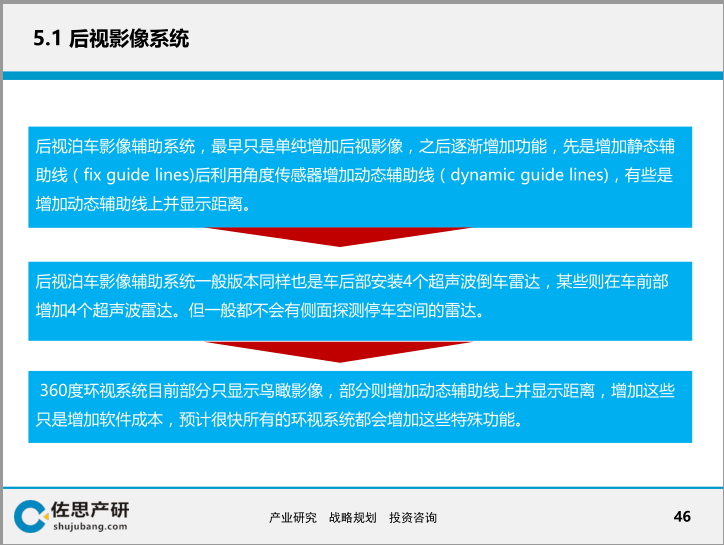 5.1 后视影像系统
后视泊车影像辅助系统，最早只是单纯增加后视影像，之后逐渐增加功能，先是增加静态辅
助线（fix guide lines)后利用角度传感器增加动态辅助线（dynamic guide lines)，有些是
增加动态辅助线上并显示距离。
后视泊车影像辅助系统一般版本同样也是车后部安装4个超声波倒车雷达，某些则在车前部
增加4个超声波雷达。但一般都不会有侧面探测停车空间的雷达。
360度环视系统目前部分只显示鸟瞰影像，部分则增加动态辅助线上并显示距离，增加这些
只是增加软件成本，预计很快所有的环视系统都会增加这些特殊功能。
佐思产研
shujubang.com
产业研究 战略规划 投资咨询
46